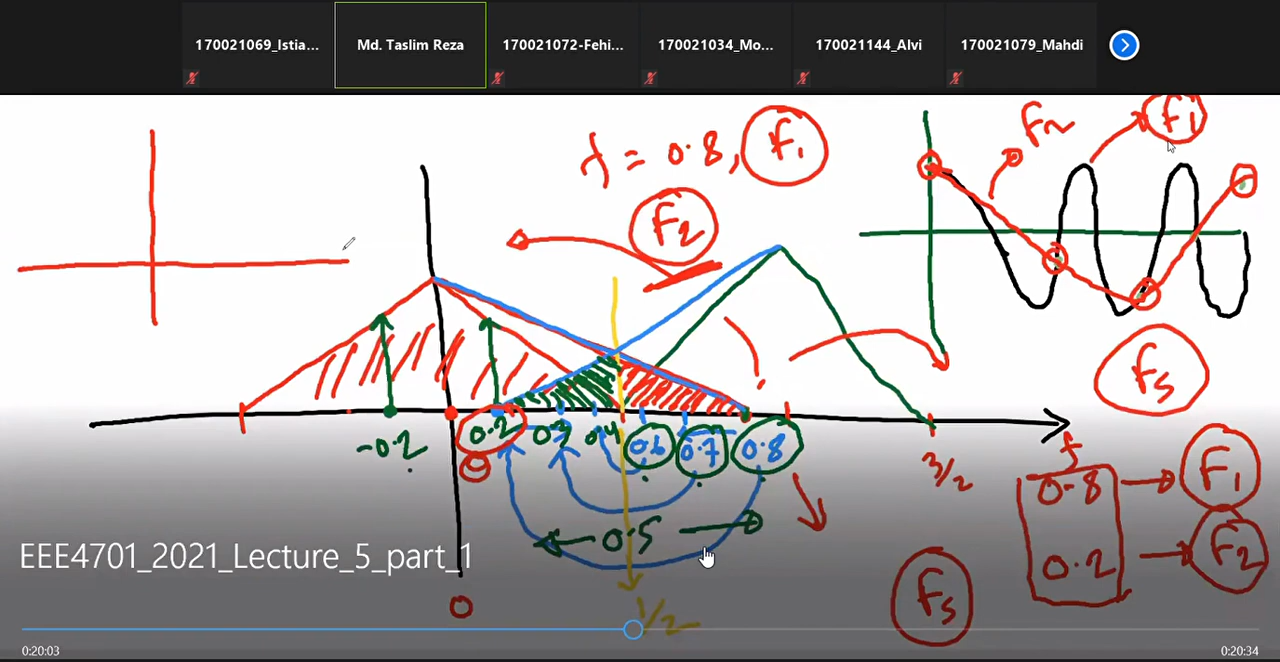 170021069_Istia...
Md. Taslim Reza
170021072-Fehi...
170021034_Mo...
170021144_Alvi
170021079_Mahdi
f = 0.8, F1
F2
F2
F1
Fs
-0.2
0.2
0.3
0.4
0.6
0.7
0.8
3/2
0
0.5
f
0.8 → F1
0.2 → F2
Fs
EEE4701_2021_Lecture_5_part_1
0
1/2
0:20:03
0:20:34